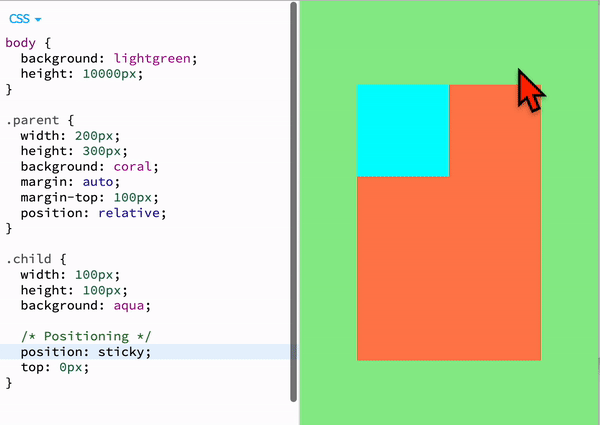 CSS
body {
  background: lightgreen;
  height: 10000px;
}

.parent {
  width: 200px;
  height: 300px;
  background: coral;
  margin: auto;
  margin-top: 100px;
  position: relative;
}

.child {
  width: 100px;
  height: 100px;
  background: aqua;

  /* Positioning */
  position: sticky;
  top: 0px;
}